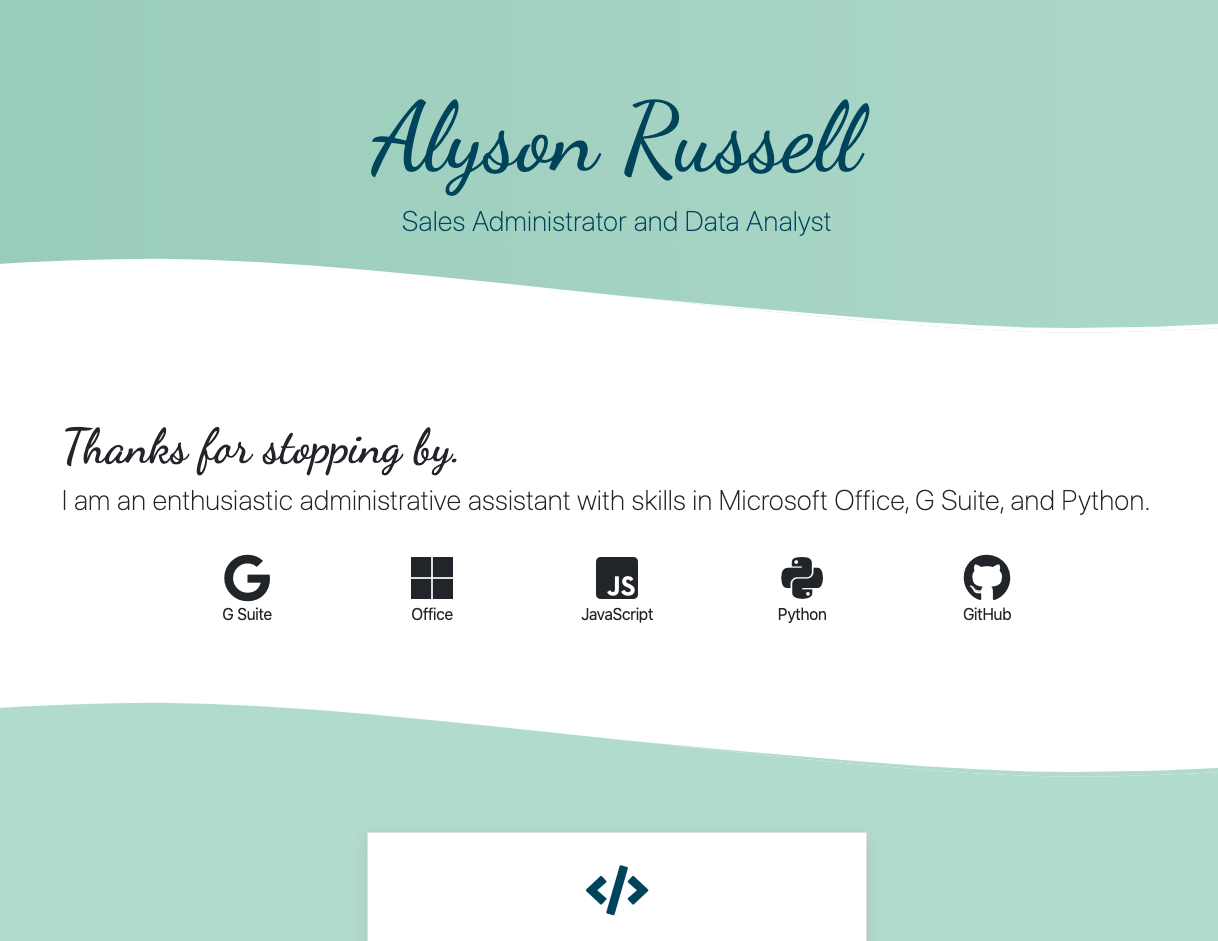 Alyson Russell
Sales Administrator and Data Analyst
Thanks for stopping by.
I am an enthusiastic administrative assistant with skills in Microsoft Office, G Suite, and Python.
JS
G Suite Office JavaScript Python GitHub